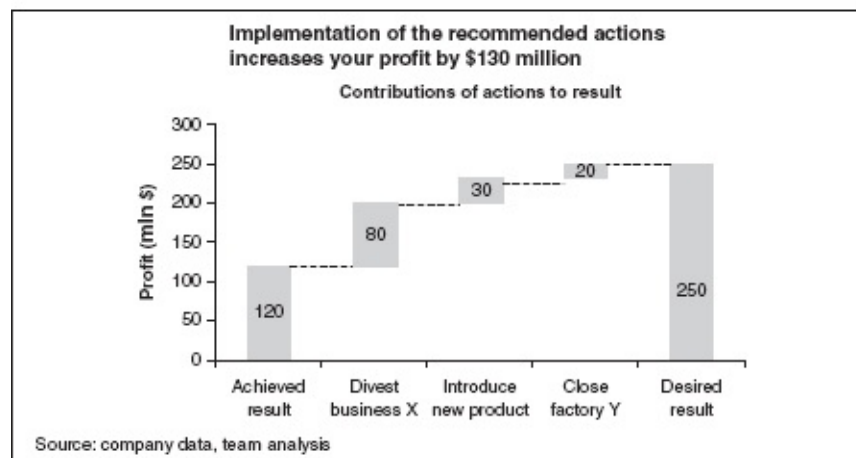 Implementation of the recommended actions
increases your profit by $130 million
Contributions of actions to result
Profit (mln $)
300
250
200
150
100
50
0
120
80
30
20
250
Achieved
result
Divest
business X
Introduce
new product
Close
factory Y
Desired
result
Source: company data, team analysis